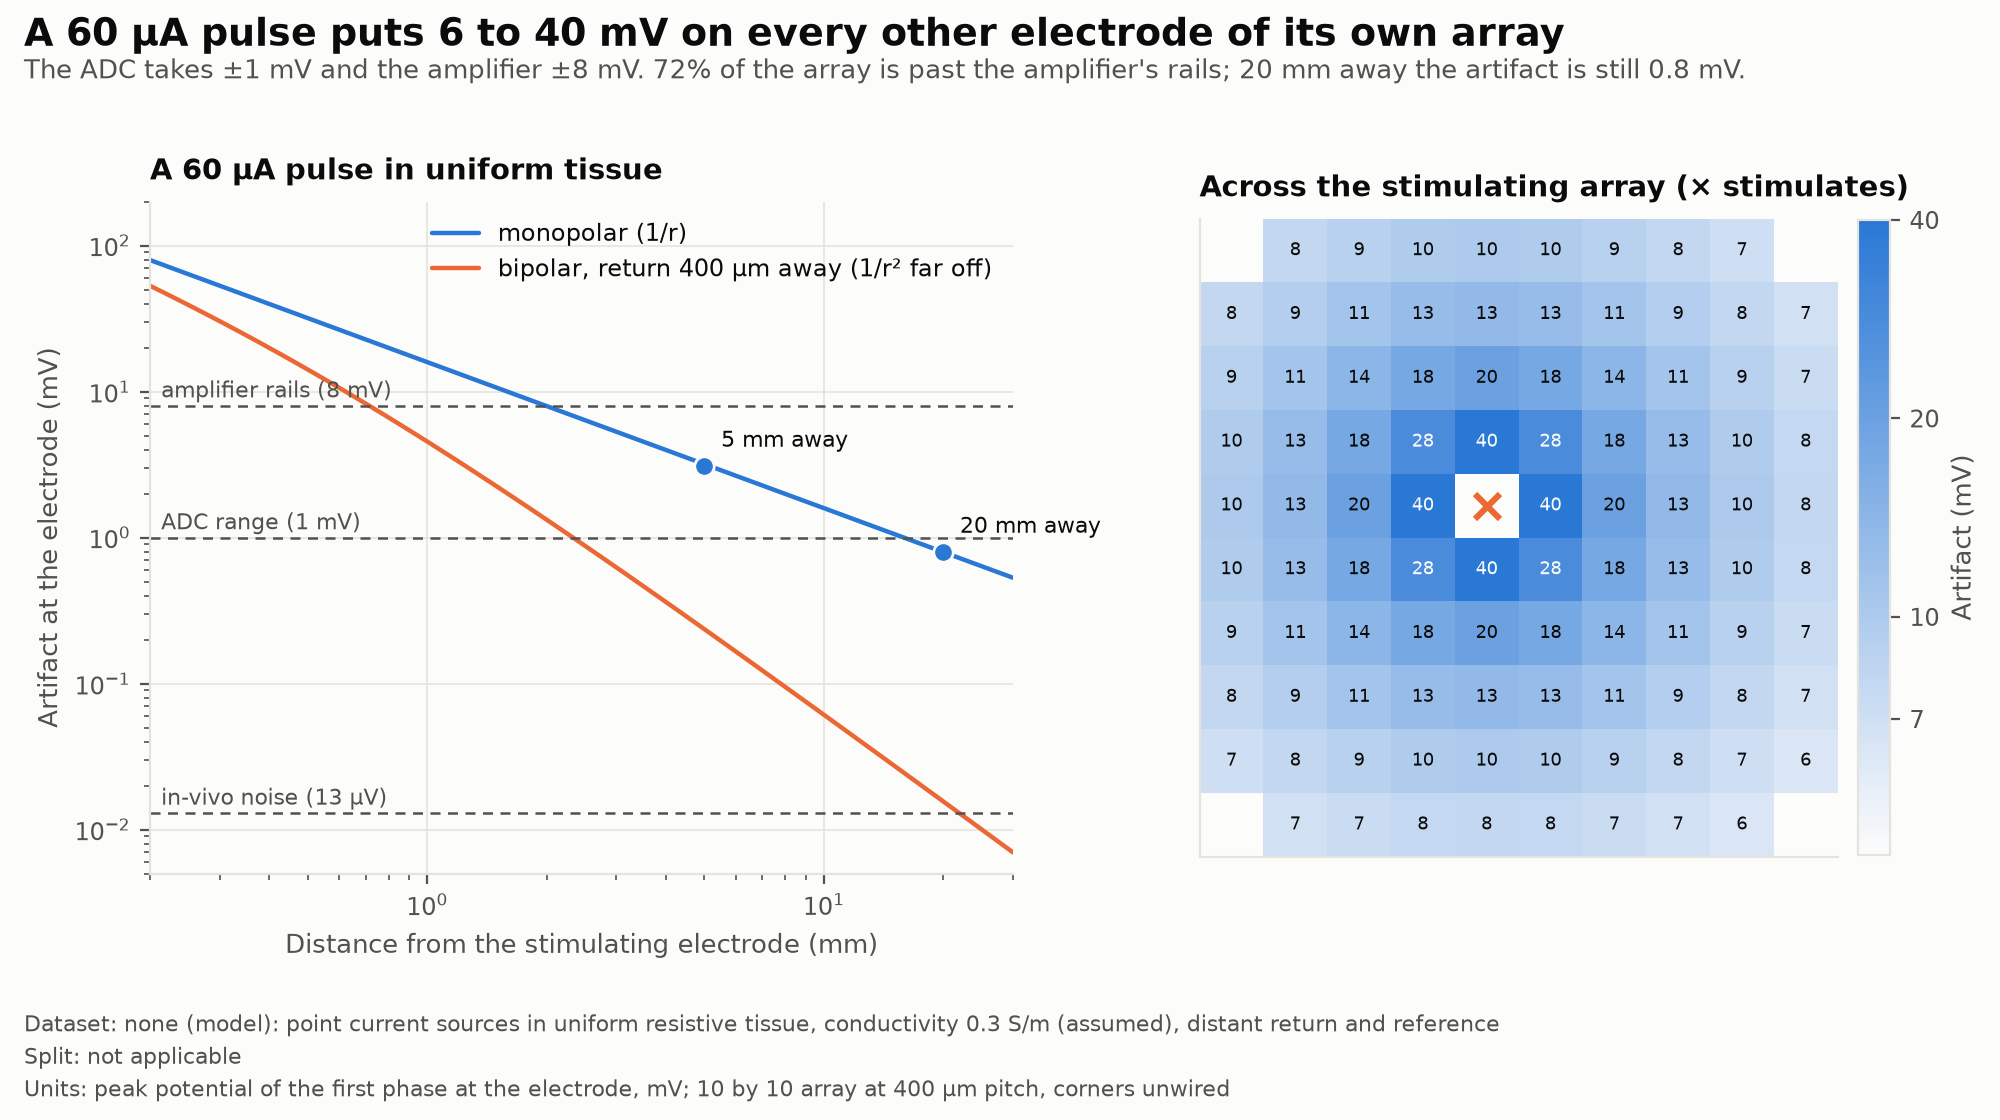 A 60 µA pulse puts 6 to 40 mV on every other electrode of its own array
The ADC takes ±1 mV and the amplifier ±8 mV. 72% of the array is past the amplifier's rails; 20 mm away the artifact is still 0.8 mV.
A 60 µA pulse in uniform tissue
monopolar (1/r)
bipolar, return 400 µm away (1/r² far off)
amplifier rails (8 mV)
5 mm away
ADC range (1 mV)
20 mm away
in-vivo noise (13 µV)
10²
10¹
10⁰
10⁻¹
10⁻²
Artifact at the electrode (mV)
10⁰ 10¹
Distance from the stimulating electrode (mm)
Across the stimulating array (× stimulates)
8 9 10 10 10 9 8 7
8 9 11 13 13 13 11 9 8 7
9 11 14 18 20 18 14 11 9 7
10 13 18 28 40 28 18 13 10 8
10 13 20 40 40 20 13 10 8
10 13 18 28 40 28 18 13 10 8
9 11 14 18 20 18 14 11 9 7
8 9 11 13 13 13 11 9 8 7
7 8 9 10 10 10 9 8 7 6
7 7 8 8 8 7 7 6
40
20
10
7
Artifact (mV)
Dataset: none (model): point current sources in uniform resistive tissue, conductivity 0.3 S/m (assumed), distant return and reference
Split: not applicable
Units: peak potential of the first phase at the electrode, mV; 10 by 10 array at 400 µm pitch, corners unwired